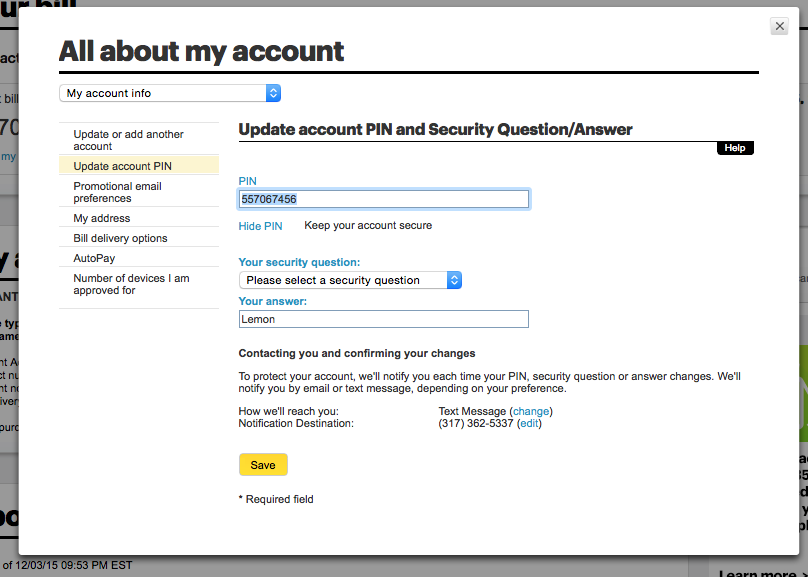 ur bill
All about my account
My account info
Update or add another
account
Update account PIN
Promotional email
preferences
My address
Bill delivery options
AutoPay
Number of devices I am
approved for
Update account PIN and Security Question/Answer
Help
PIN
557067456
Hide PIN
Keep your account secure
Your security question:
Please select a security question
Your answer:
Lemon
Contacting you and confirming your changes
To protect your account, we'll notify you each time your PIN, security question or answer changes. We'll
notify you by email or text message, depending on your preference.
How we'll reach you:
Text Message (change)
Notification Destination:
(317) 362-5337 (edit)
Save
* Required field
of 12/03/15 09:53 PM EST
Learn more